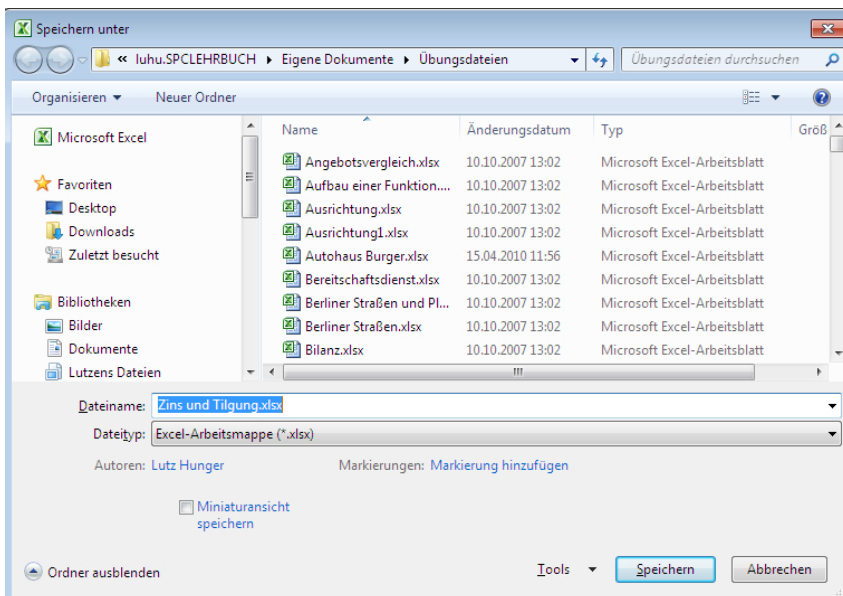 Speichern unter
« luhu.SPCLEHRBUCH ▸ Eigene Dokumente ▸ Übungsdateien
Übungsdateien durchsuchen
Organisieren ▼ Neuer Ordner
Microsoft Excel
Favoriten
Desktop
Downloads
Zuletzt besucht
Bibliotheken
Bilder
Dokumente
Lutzens Dateien
Name Änderungsdatum Typ Größ
Angebotsvergleich.xlsx 10.10.2007 13:02 Microsoft Excel-Arbeitsblatt
Aufbau einer Funktion.... 10.10.2007 13:02 Microsoft Excel-Arbeitsblatt
Ausrichtung.xlsx 10.10.2007 13:02 Microsoft Excel-Arbeitsblatt
Ausrichtung1.xlsx 10.10.2007 13:02 Microsoft Excel-Arbeitsblatt
Autohaus Burger.xlsx 15.04.2010 11:56 Microsoft Excel-Arbeitsblatt
Bereitschaftsdienst.xlsx 10.10.2007 13:02 Microsoft Excel-Arbeitsblatt
Berliner Straßen und Pl... 10.10.2007 13:02 Microsoft Excel-Arbeitsblatt
Berliner Straßen.xlsx 10.10.2007 13:02 Microsoft Excel-Arbeitsblatt
Bilanz.xlsx 10.10.2007 13:02 Microsoft Excel-Arbeitsblatt
Dateiname: Zins und Tilgung.xlsx
Dateityp: Excel-Arbeitsmappe (*.xlsx)
Autoren: Lutz Hunger Markierungen: Markierung hinzufügen
Miniaturansicht
speichern
Ordner ausblenden Tools ▼ Speichern Abbrechen